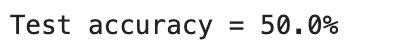 Test accuracy = 50.0%